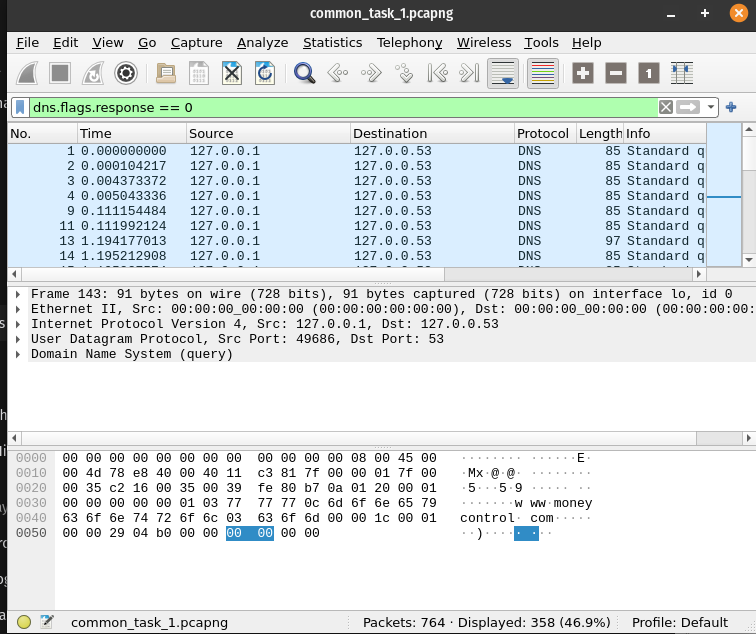 common_task_1.pcapng
File Edit View Go Capture Analyze Statistics Telephony Wireless Tools Help
dns.flags.response == 0
No. Time Source Destination Protocol Length Info
1 0.000000000 127.0.0.1 127.0.0.53 DNS 85 Standard q
2 0.000104217 127.0.0.1 127.0.0.53 DNS 85 Standard q
3 0.004373372 127.0.0.1 127.0.0.53 DNS 85 Standard q
4 0.005043336 127.0.0.1 127.0.0.53 DNS 85 Standard q
9 0.111154484 127.0.0.1 127.0.0.53 DNS 85 Standard q
11 0.111992124 127.0.0.1 127.0.0.53 DNS 85 Standard q
13 1.194177013 127.0.0.1 127.0.0.53 DNS 97 Standard q
14 1.195212908 127.0.0.1 127.0.0.53 DNS 85 Standard q
Frame 143: 91 bytes on wire (728 bits), 91 bytes captured (728 bits) on interface lo, id 0
Ethernet II, Src: 00:00:00_00:00:00 (00:00:00:00:00:00), Dst: 00:00:00_00:00:00 (00:00:00:
Internet Protocol Version 4, Src: 127.0.0.1, Dst: 127.0.0.53
User Datagram Protocol, Src Port: 49686, Dst Port: 53
Domain Name System (query)
0000 00 00 00 00 00 00 00 00 00 00 00 00 08 00 45 00 ········ ······E·
0010 00 4d 78 e8 40 00 40 11 c3 81 7f 00 00 01 7f 00 ·Mx·@·@· ········
0020 00 35 c2 16 00 35 00 39 fe 80 b7 0a 01 20 00 01 ·5···5·9 ····· ··
0030 00 00 00 00 00 01 03 77 77 77 0c 6d 6f 6e 65 79 ·······w ww·money
0040 63 6f 6e 74 72 6f 6c 03 63 6f 6d 00 00 1c 00 01 control· com·····
0050 00 00 29 04 b0 00 00 00 00 00 00 ··)····· ···
common_task_1.pcapng Packets: 764 · Displayed: 358 (46.9%) Profile: Default